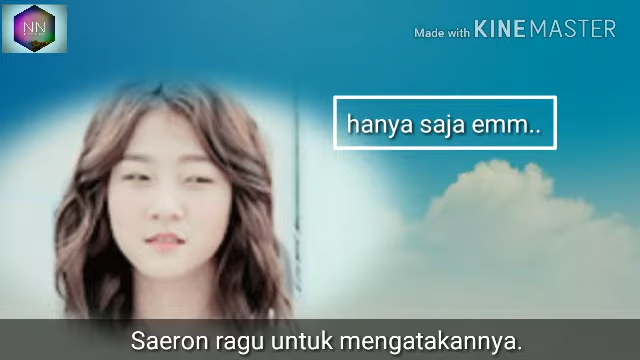 NN
Made with KINEMASTER
hanya saja emm..
Saeron ragu untuk mengatakannya.